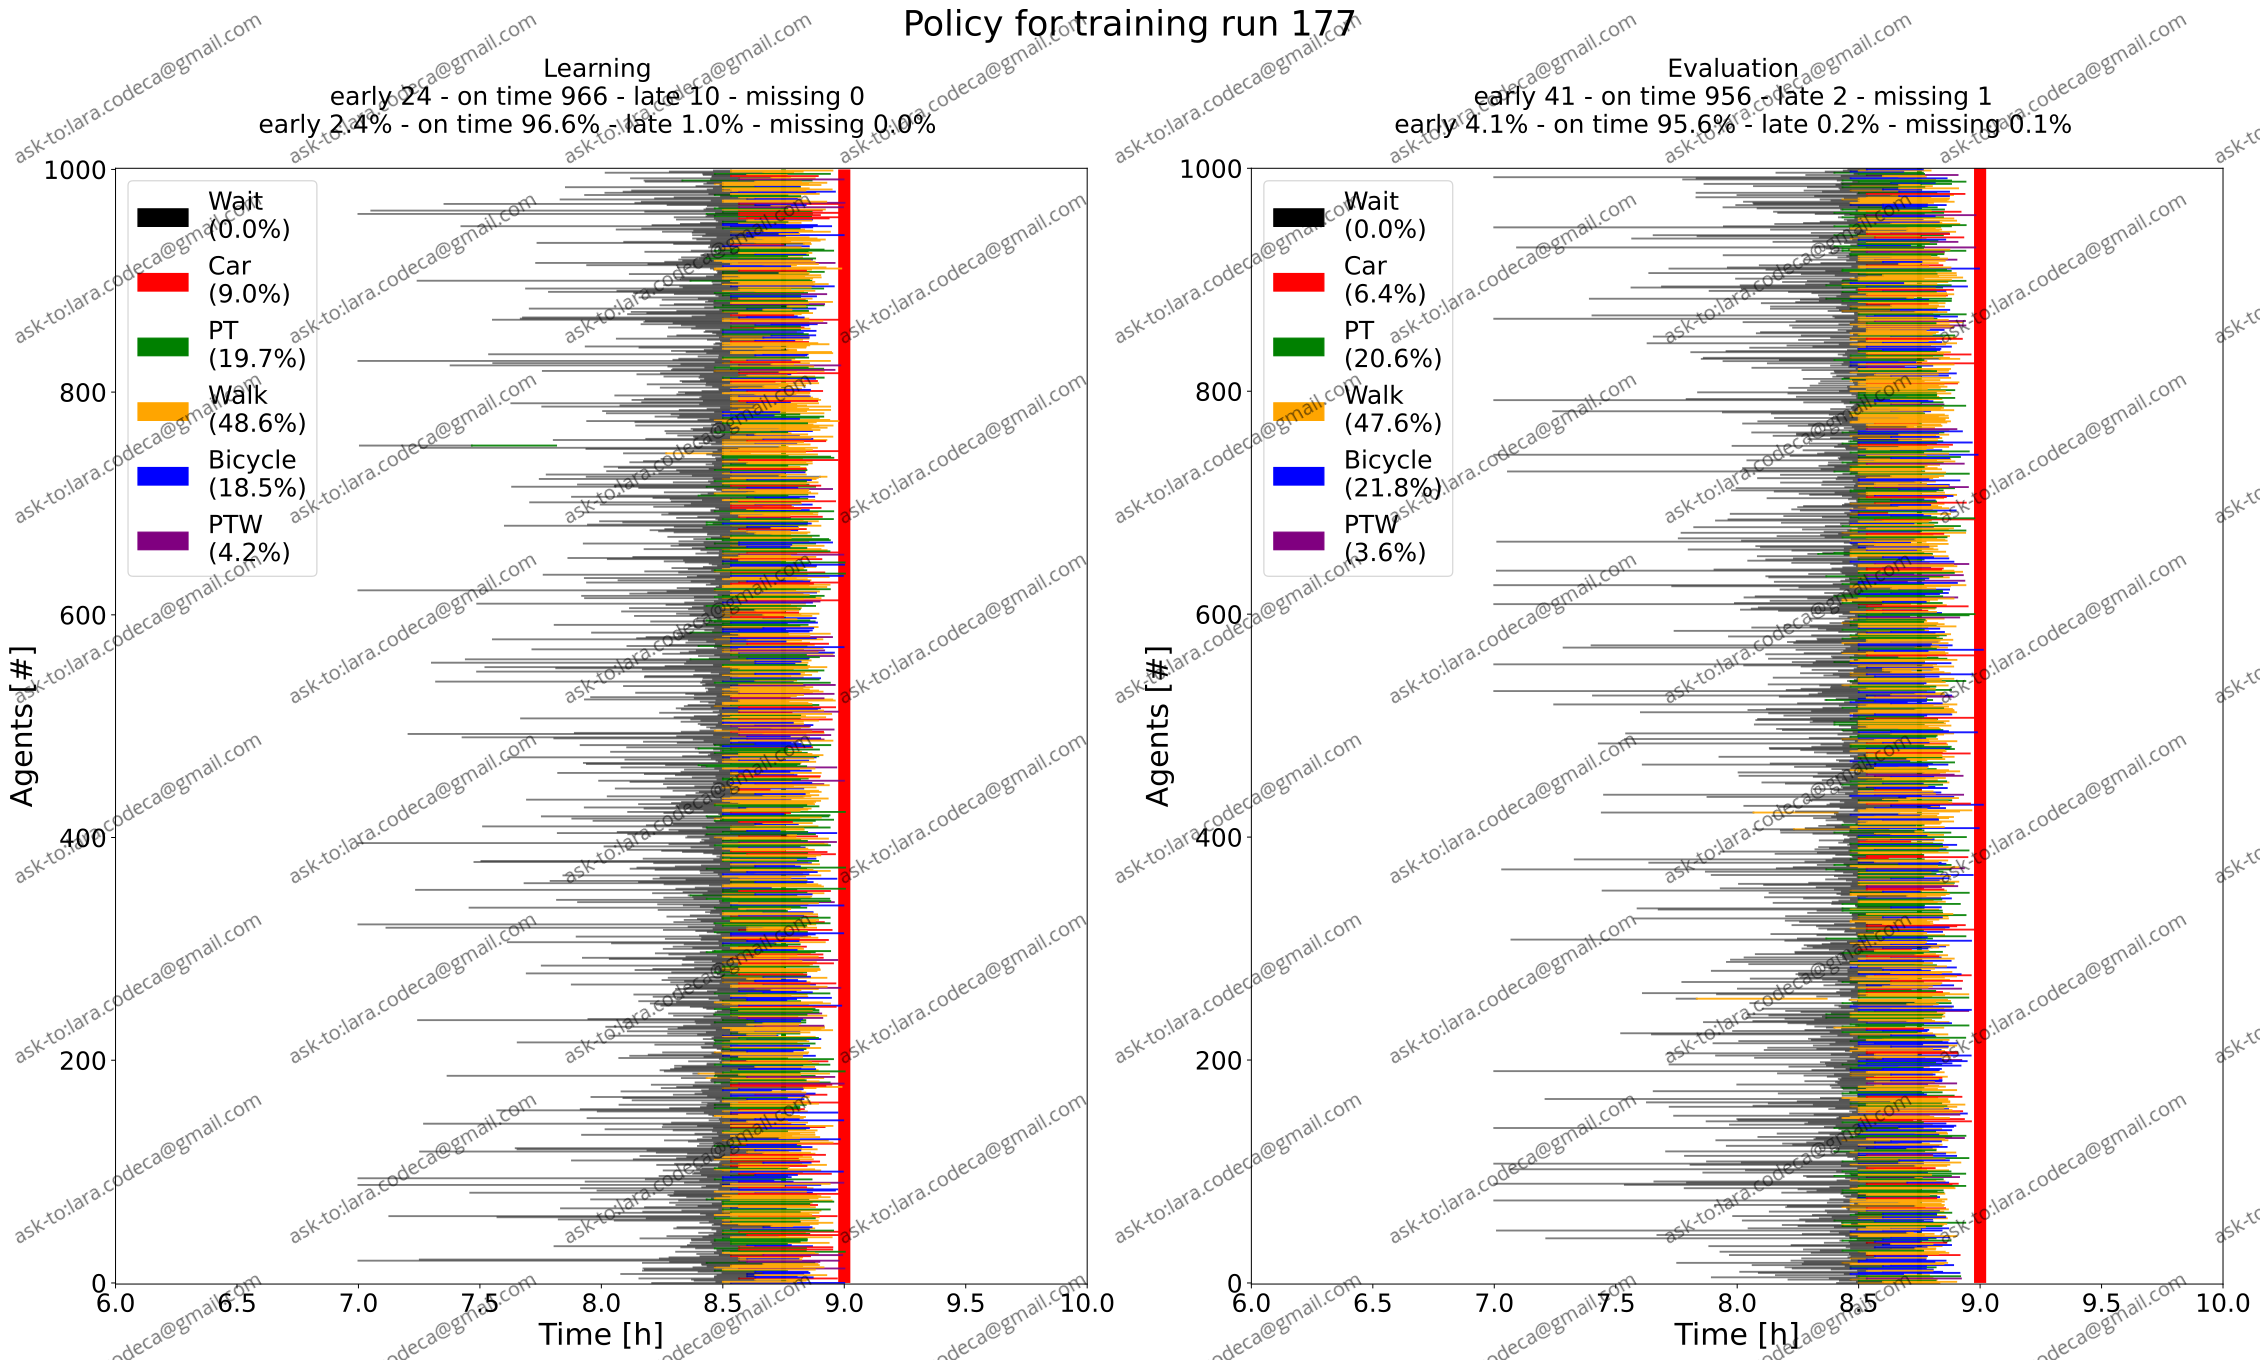 Policy for training run 177
Learning
early 24 - on time 966 - late 10 - missing 0
early 2.4% - on time 96.6% - late 1.0% - missing 0.0%
1000
800
600
400
200
0
Agents [#]
Wait
(0.0%)
Car
(9.0%)
PT
(19.7%)
Walk
(48.6%)
Bicycle
(18.5%)
PTW
(4.2%)
6.0 6.5 7.0 7.5 8.0 8.5 9.0 9.5 10.0
Time [h]
Evaluation
early 41 - on time 956 - late 2 - missing 1
early 4.1% - on time 95.6% - late 0.2% - missing 0.1%
1000
800
600
400
200
0
Agents [#]
Wait
(0.0%)
Car
(6.4%)
PT
(20.6%)
Walk
(47.6%)
Bicycle
(21.8%)
PTW
(3.6%)
6.0 6.5 7.0 7.5 8.0 8.5 9.0 9.5 10.0
Time [h]
ask-to:lara.codeca@gmail.com